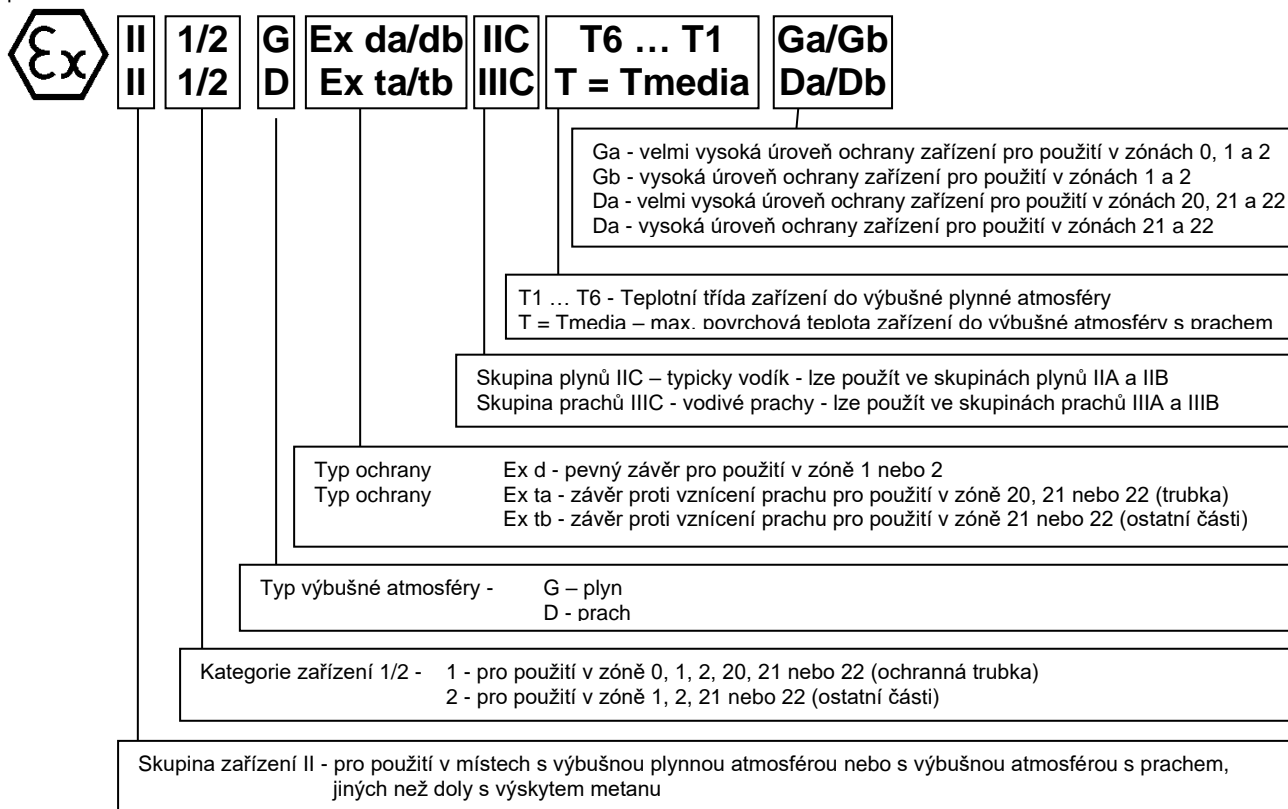 Ex II 1/2 G Ex da/db IIC T6 … T1 Ga/Gb
II 1/2 D Ex ta/tb IIIC T = Tmedia Da/Db
Ga - velmi vysoká úroveň ochrany zařízení pro použití v zónách 0, 1 a 2
Gb - vysoká úroveň ochrany zařízení pro použití v zónách 1 a 2
Da - velmi vysoká úroveň ochrany zařízení pro použití v zónách 20, 21 a 22
Da - vysoká úroveň ochrany zařízení pro použití v zónách 21 a 22
T1 … T6 - Teplotní třída zařízení do výbušné plynné atmosféry
T = Tmedia – max. povrchová teplota zařízení do výbušné atmosféry s prachem
Skupina plynů IIC – typicky vodík - lze použít ve skupinách plynů IIA a IIB
Skupina prachů IIIC - vodivé prachy - lze použít ve skupinách prachů IIIA a IIIB
Typ ochrany Ex d - pevný závěr pro použití v zóně 1 nebo 2
Typ ochrany Ex ta - závěr proti vznícení prachu pro použití v zóně 20, 21 nebo 22 (trubka)
Ex tb - závěr proti vznícení prachu pro použití v zóně 21 nebo 22 (ostatní části)
Typ výbušné atmosféry - G – plyn
D - prach
Kategorie zařízení 1/2 - 1 - pro použití v zóně 0, 1, 2, 20, 21 nebo 22 (ochranná trubka)
2 - pro použití v zóně 1, 2, 21 nebo 22 (ostatní části)
Skupina zařízení II - pro použití v místech s výbušnou plynnou atmosférou nebo s výbušnou atmosférou s prachem,
jiných než doly s výskytem metanu